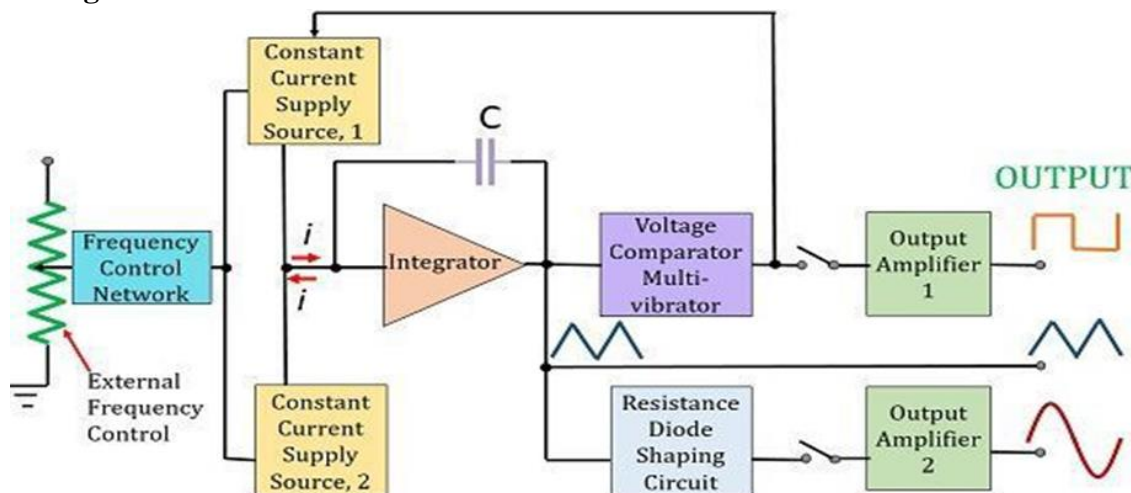 Constant
Current
Supply
Source, 1
C
OUTPUT
Frequency
Control
Network
i
i
Integrator
Voltage
Comparator
Multi-
vibrator
Output
Amplifier
1
External
Frequency
Control
Constant
Current
Supply
Source, 2
Resistance
Diode
Shaping
Circuit
Output
Amplifier
2